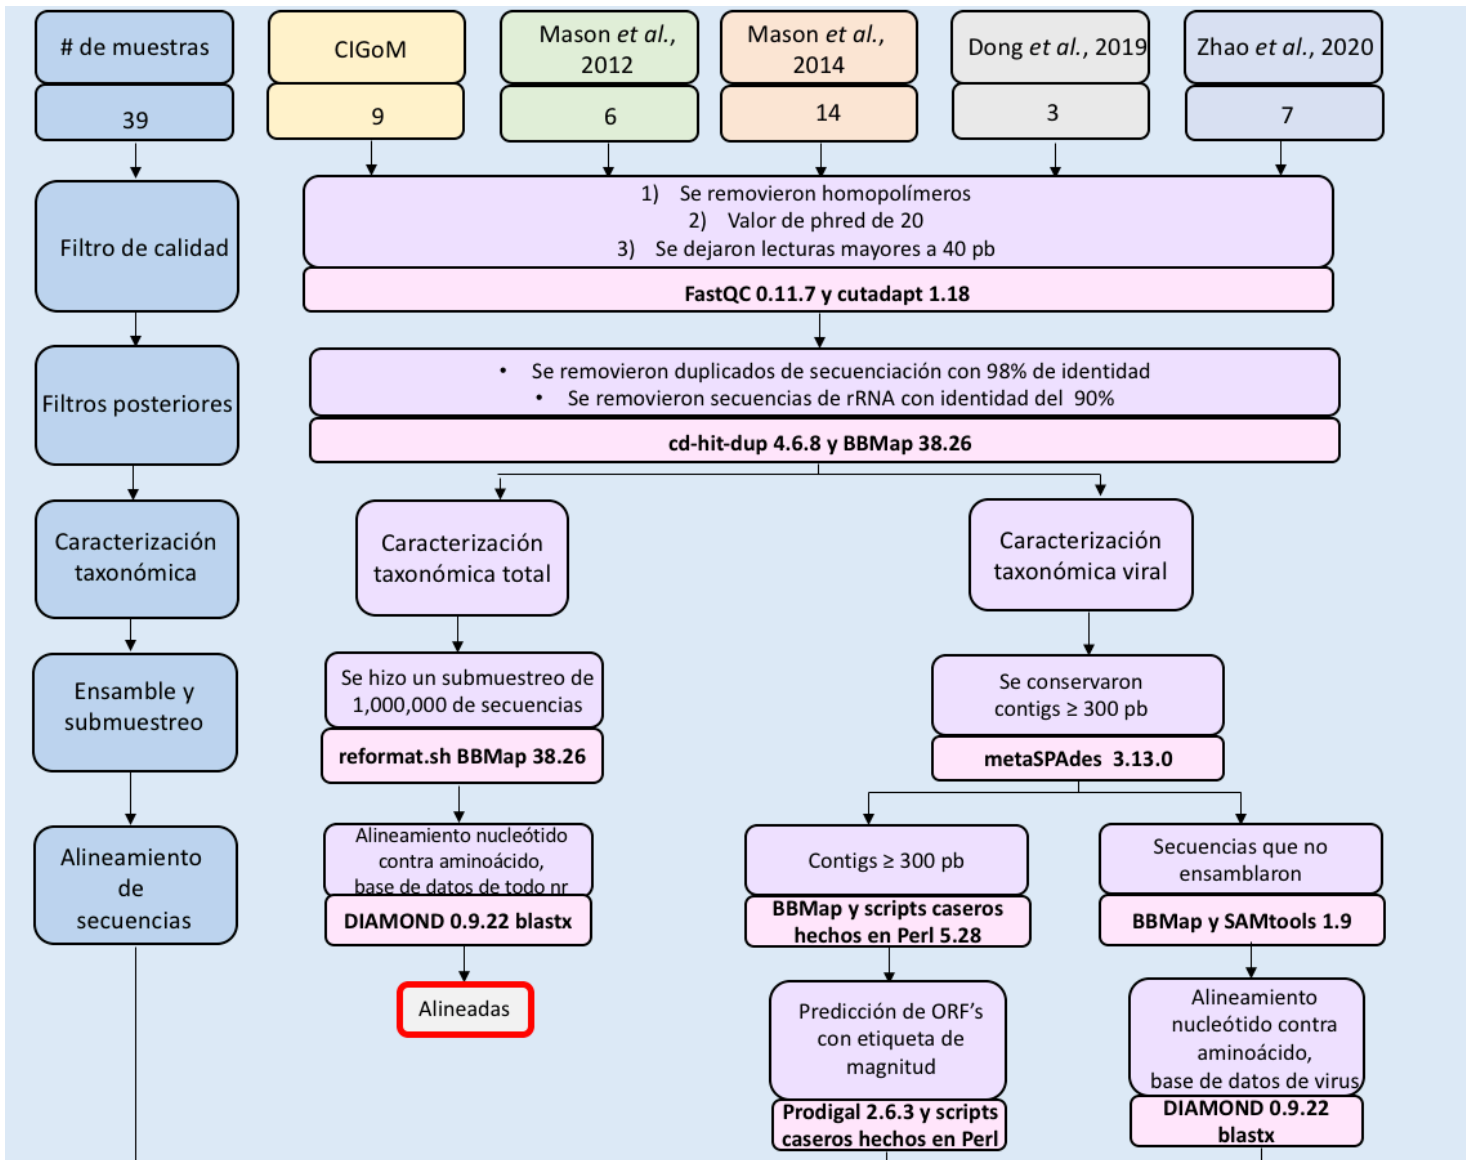 # de muestras
39
CIGoM
9
Mason et al.,
2012
6
Mason et al.,
2014
14
Dong et al., 2019
3
Zhao et al., 2020
7
Filtro de calidad
1) Se removieron homopolímeros
2) Valor de phred de 20
3) Se dejaron lecturas mayores a 40 pb
FastQC 0.11.7 y cutadapt 1.18
Filtros posteriores
• Se removieron duplicados de secuenciación con 98% de identidad
• Se removieron secuencias de rRNA con identidad del 90%
cd-hit-dup 4.6.8 y BBMap 38.26
Caracterización
taxonómica
Caracterización
taxonómica total
Caracterización
taxonómica viral
Ensamble y
submuestreo
Se hizo un submuestreo de
1,000,000 de secuencias
reformat.sh BBMap 38.26
Se conservaron
contigs ≥ 300 pb
metaSPAdes 3.13.0
Alineamiento
de
secuencias
Alineamiento nucleótido
contra aminoácido,
base de datos de todo nr
DIAMOND 0.9.22 blastx
Alineadas
Contigs ≥ 300 pb
BBMap y scripts caseros
hechos en Perl 5.28
Secuencias que no
ensamblaron
BBMap y SAMtools 1.9
Predicción de ORF’s
con etiqueta de
magnitud
Prodigal 2.6.3 y scripts
caseros hechos en Perl
Alineamiento
nucleótido contra
aminoácido,
base de datos de virus
DIAMOND 0.9.22
blastx